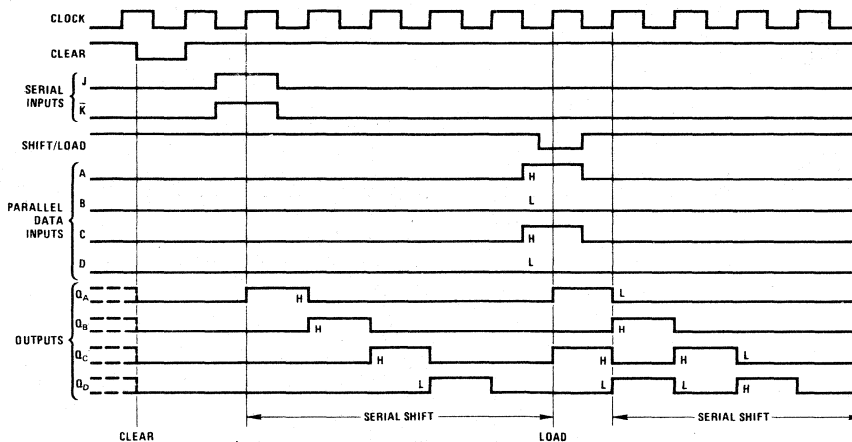 CLOCK
CLEAR
SERIAL
INPUTS
J
K̅
SHIFT/LOAD
PARALLEL
DATA
INPUTS
A
H
B
L
C
H
D
L
OUTPUTS
QA
H
L
QB
H
H
QC
H
H
H
L
QD
L
L
L
H
SERIAL SHIFT
SERIAL SHIFT
CLEAR
LOAD